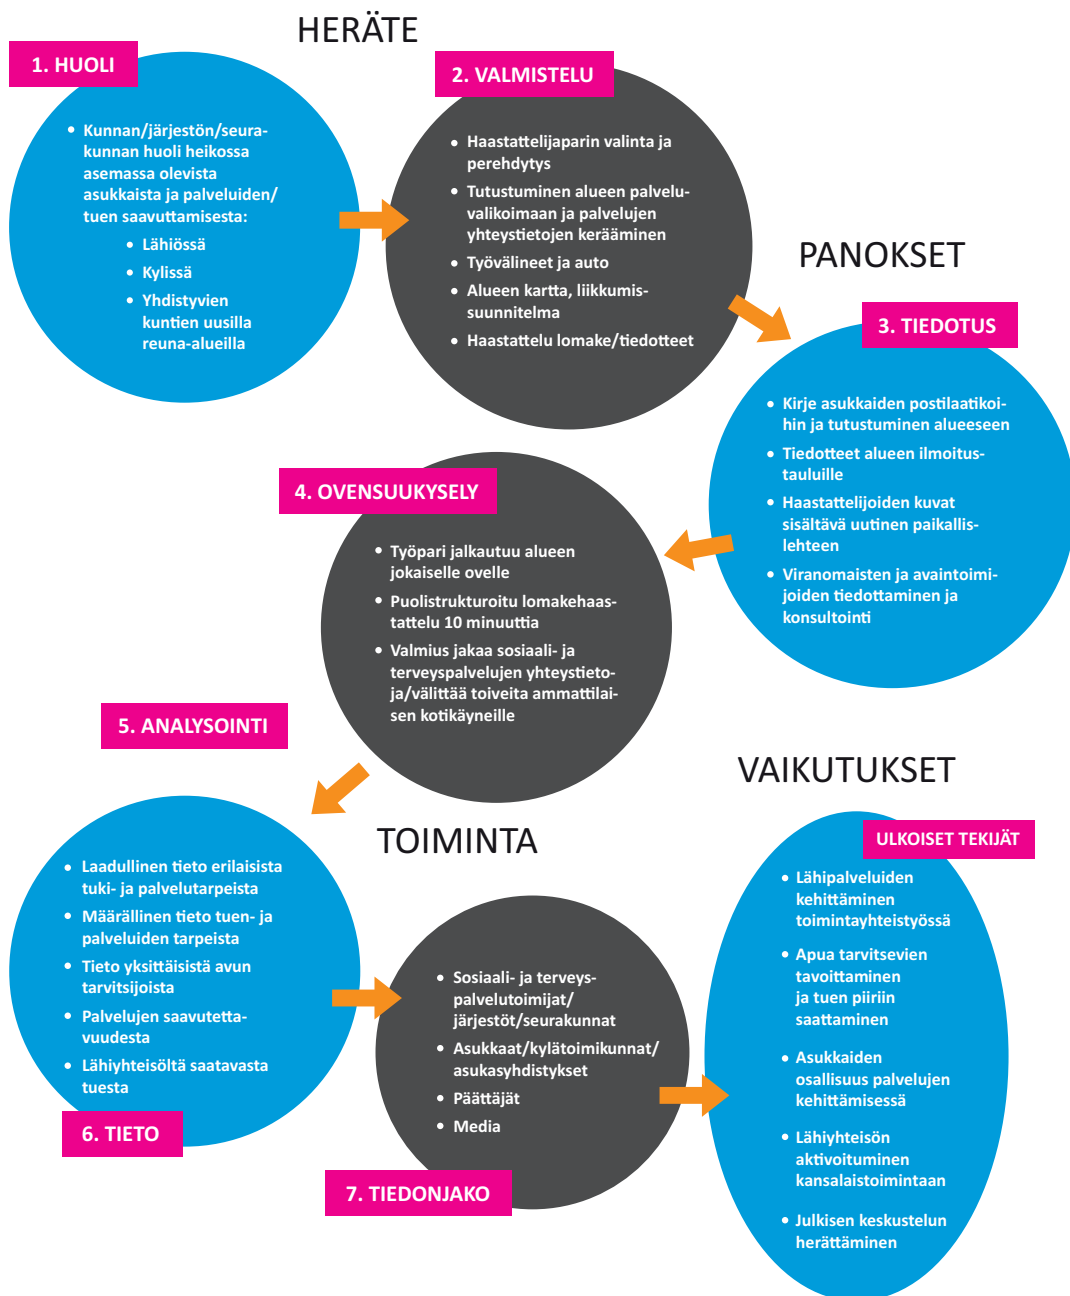 HERÄTE
1. HUOLI
• Kunnan/järjestön/seura-
kunnan huoli heikossa
asemassa olevista
asukkaista ja palveluiden/
tuen saavuttamisesta:
• Lähiössä
• Kylissä
• Yhdistyvien
kuntien uusilla
reuna-alueilla
2. VALMISTELU
• Haastattelijaparin valinta ja
perehdytys
• Tutustuminen alueen palvelu-
valikoimaan ja palvelujen
yhteystietojen kerääminen
• Työvälineet ja auto
• Alueen kartta, liikkumis-
suunnitelma
• Haastattelu lomake/tiedotteet
PANOKSET
3. TIEDOTUS
• Kirje asukkaiden postilaatikoi-
hin ja tutustuminen alueeseen
• Tiedotteet alueen ilmoitus-
tauluille
• Haastattelijoiden kuvat
sisältävä uutinen paikallis-
lehteen
• Viranomaisten ja avaintoimi-
joiden tiedottaminen ja
konsultointi
4. OVENSUUKYSELY
• Työpari jalkautuu alueen
jokaiselle ovelle
• Puolistrukturoitu lomakehaas-
tattelu 10 minuuttia
• Valmius jakaa sosiaali- ja
terveyspalvelujen yhteystieto-
ja/välittää toiveita ammattilai-
sen kotikäyneille
5. ANALYSOINTI
TOIMINTA
• Laadullinen tieto erilaisista
tuki- ja palvelutarpeista
• Määrällinen tieto tuen- ja
palveluiden tarpeista
• Tieto yksittäisistä avun
tarvitsijoista
• Palvelujen saavutetta-
vuudesta
• Lähiyhteisöltä saatavasta
tuesta
6. TIETO
• Sosiaali- ja terveys-
palvelutoimijat/
järjestöt/seurakunnat
• Asukkaat/kylätoimikunnat/
asukasyhdistykset
• Päättäjät
• Media
7. TIEDONJAKO
VAIKUTUKSET
ULKOISET TEKIJÄT
• Lähipalveluiden
kehittäminen
toimintayhteistyössä
• Apua tarvitsevien
tavoittaminen
ja tuen piiriin
saattaminen
• Asukkaiden
osallisuus palvelujen
kehittämisessä
• Lähiyhteisön
aktivoituminen
kansalaistoimintaan
• Julkisen keskustelun
herättäminen